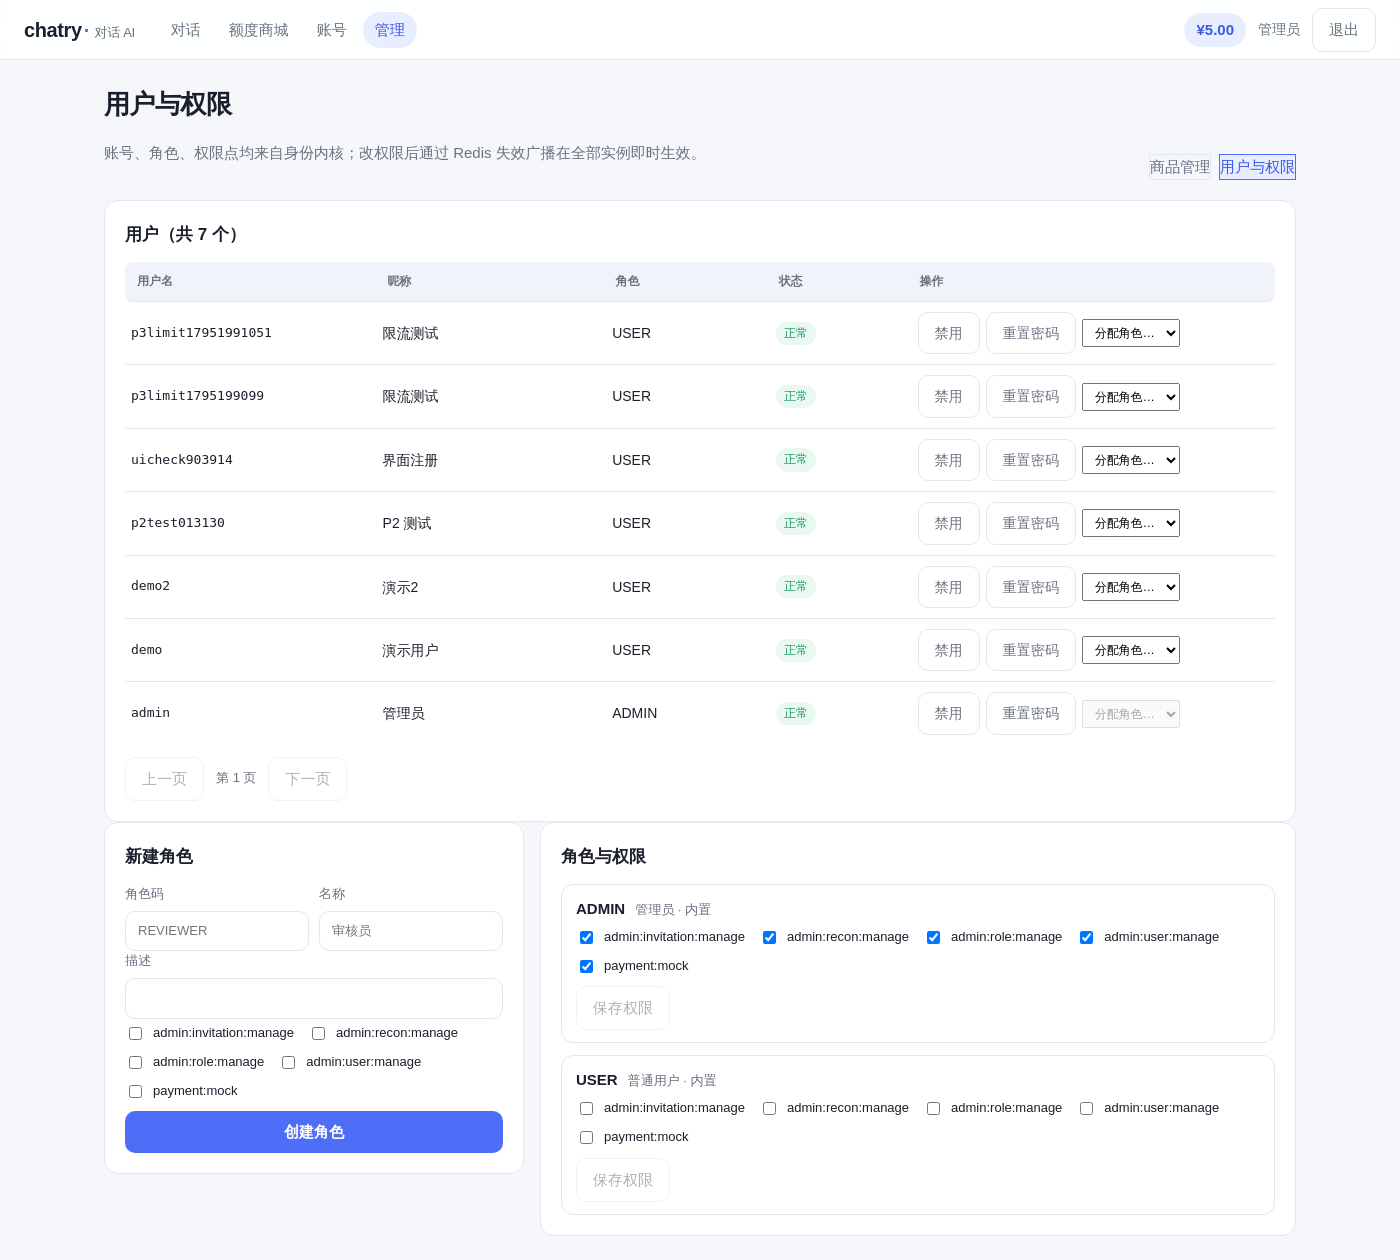 chatry · 对话 AI 对话 额度商城 账号 管理 ¥5.00 管理员 退出
用户与权限
账号、角色、权限点均来自身份内核；改权限后通过 Redis 失效广播在全部实例即时生效。
商品管理 用户与权限
用户（共 7 个）
用户名 昵称 角色 状态 操作
p3limit17951991051 限流测试 USER 正常 禁用 重置密码 分配角色…
p3limit1795199099 限流测试 USER 正常 禁用 重置密码 分配角色…
uicheck903914 界面注册 USER 正常 禁用 重置密码 分配角色…
p2test013130 P2 测试 USER 正常 禁用 重置密码 分配角色…
demo2 演示2 USER 正常 禁用 重置密码 分配角色…
demo 演示用户 USER 正常 禁用 重置密码 分配角色…
admin 管理员 ADMIN 正常 禁用 重置密码 分配角色…
上一页 第 1 页 下一页
新建角色
角色码 名称
REVIEWER 审核员
描述
admin:invitation:manage admin:recon:manage
admin:role:manage admin:user:manage
payment:mock
创建角色
角色与权限
ADMIN 管理员 · 内置
admin:invitation:manage admin:recon:manage admin:role:manage admin:user:manage
payment:mock
保存权限
USER 普通用户 · 内置
admin:invitation:manage admin:recon:manage admin:role:manage admin:user:manage
payment:mock
保存权限